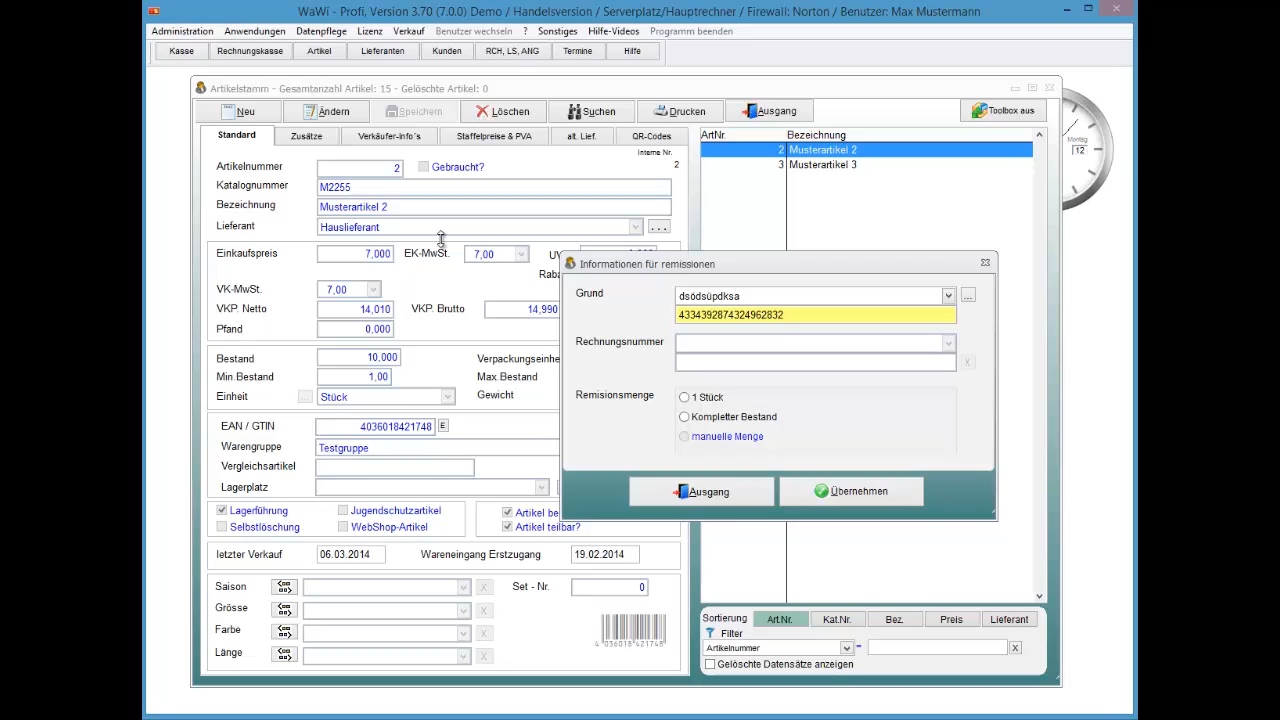 WaWi - Profi, Version 3.70 (7.0.0) Demo / Handelsversion / Serverplatz/Hauptrechner / Firewall: Norton / Benutzer: Max Mustermann
Administration Anwendungen Datenpflege Lizenz Verkauf Benutzer wechseln ? Sonstiges Hilfe-Videos Programm beenden
Kasse Rechnungskasse Artikel Lieferanten Kunden RCH, LS, ANG Termine Hilfe
Artikelstamm - Gesamtanzahl Artikel: 15 - Gelöschte Artikel: 0
Neu Ändern Speichern Löschen Suchen Drucken Ausgang Toolbox aus
Standard Zusätze Verkäufer-Info´s Staffelpreise & PVA alt. Lief. QR-Codes
ArtNr. Bezeichnung
2 Musterartikel 2
3 Musterartikel 3
Montag
12
Interne Nr.
2
Artikelnummer 2 Gebraucht?
Katalognummer M2255
Bezeichnung Musterartikel 2
Lieferant Hauslieferant ...
Einkaufspreis 7,000 EK-MwSt. 7,00
VK-MwSt. 7,00
VKP. Netto 14,010 VKP. Brutto 14,990
Pfand 0,000
Bestand 10,000
Min.Bestand 1,00 Max.Bestand
Einheit ... Stück Gewicht
EAN / GTIN 4036018421748 E
Warengruppe Testgruppe
Vergleichsartikel
Lagerplatz
Lagerführung Jugendschutzartikel
Selbstlöschung WebShop-Artikel Artikel teilbar?
letzter Verkauf 06.03.2014 Wareneingang Erstzugang 19.02.2014
Saison X Set - Nr. 0
Grösse X
Farbe X
Länge X
4 036018 421748
Informationen für remissionen
Grund dsödsüpdksa ...
4334392874324962832
Rechnungsnummer
X
Remisionsmenge 1 Stück
Kompletter Bestand
manuelle Menge
Ausgang Übernehmen
Sortierung Art.Nr. Kat.Nr. Bez. Preis Lieferant
Filter
Artikelnummer = X
Gelöschte Datensätze anzeigen